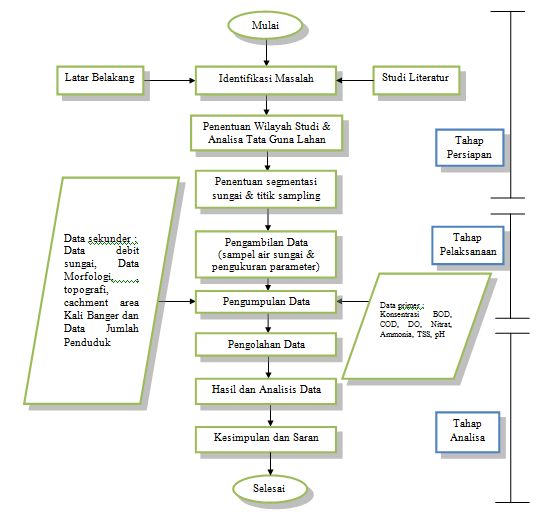 Mulai
Latar Belakang
Identifikasi Masalah
Studi Literatur
Penentuan Wilayah Studi &
Analisa Tata Guna Lahan
Tahap
Persiapan
Penentuan segmentasi
sungai & titik sampling
Data sekunder :
Data debit
sungai, Data
Morfologi, ,
topografi,
cachment area
Kali Banger dan
Data Jumlah
Penduduk
Pengambilan Data
(sampel air sungai &
pengukuran parameter)
Tahap
Pelaksanaan
Pengumpulan Data
Data primer :
Konsentrasi BOD,
COD, DO, Nitrat,
Ammonia, TSS, pH
Pengolahan Data
Hasil dan Analisis Data
Kesimpulan dan Saran
Tahap
Analisa
Selesai